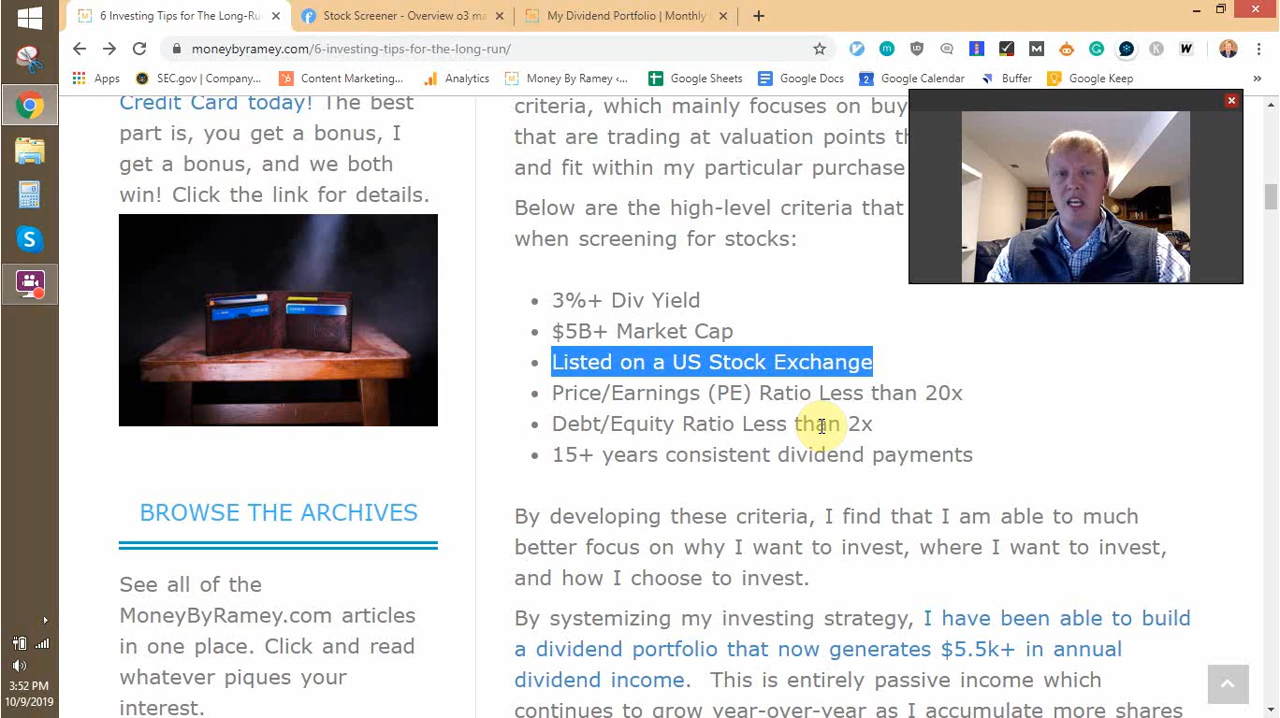 6 Investing Tips for The Long-Ru
Stock Screener - Overview o3 ma
My Dividend Portfolio | Monthly
moneybyramey.com/6-investing-tips-for-the-long-run/
Apps
SEC.gov | Company...
Content Marketing...
Analytics
Money By Ramey <...
Google Sheets
Google Docs
Google Calendar
Buffer
Google Keep
Credit Card today! The best
part is, you get a bonus, I
get a bonus, and we both
win! Click the link for details.
BROWSE THE ARCHIVES
See all of the
MoneyByRamey.com articles
in one place. Click and read
whatever piques your
interest.
criteria, which mainly focuses on buy
that are trading at valuation points th
and fit within my particular purchase
Below are the high-level criteria that
when screening for stocks:
• 3%+ Div Yield
• $5B+ Market Cap
• Listed on a US Stock Exchange
• Price/Earnings (PE) Ratio Less than 20x
• Debt/Equity Ratio Less than 2x
• 15+ years consistent dividend payments
By developing these criteria, I find that I am able to much
better focus on why I want to invest, where I want to invest,
and how I choose to invest.
By systemizing my investing strategy, I have been able to build
a dividend portfolio that now generates $5.5k+ in annual
dividend income. This is entirely passive income which
continues to grow year-over-year as I accumulate more shares
3:52 PM
10/9/2019